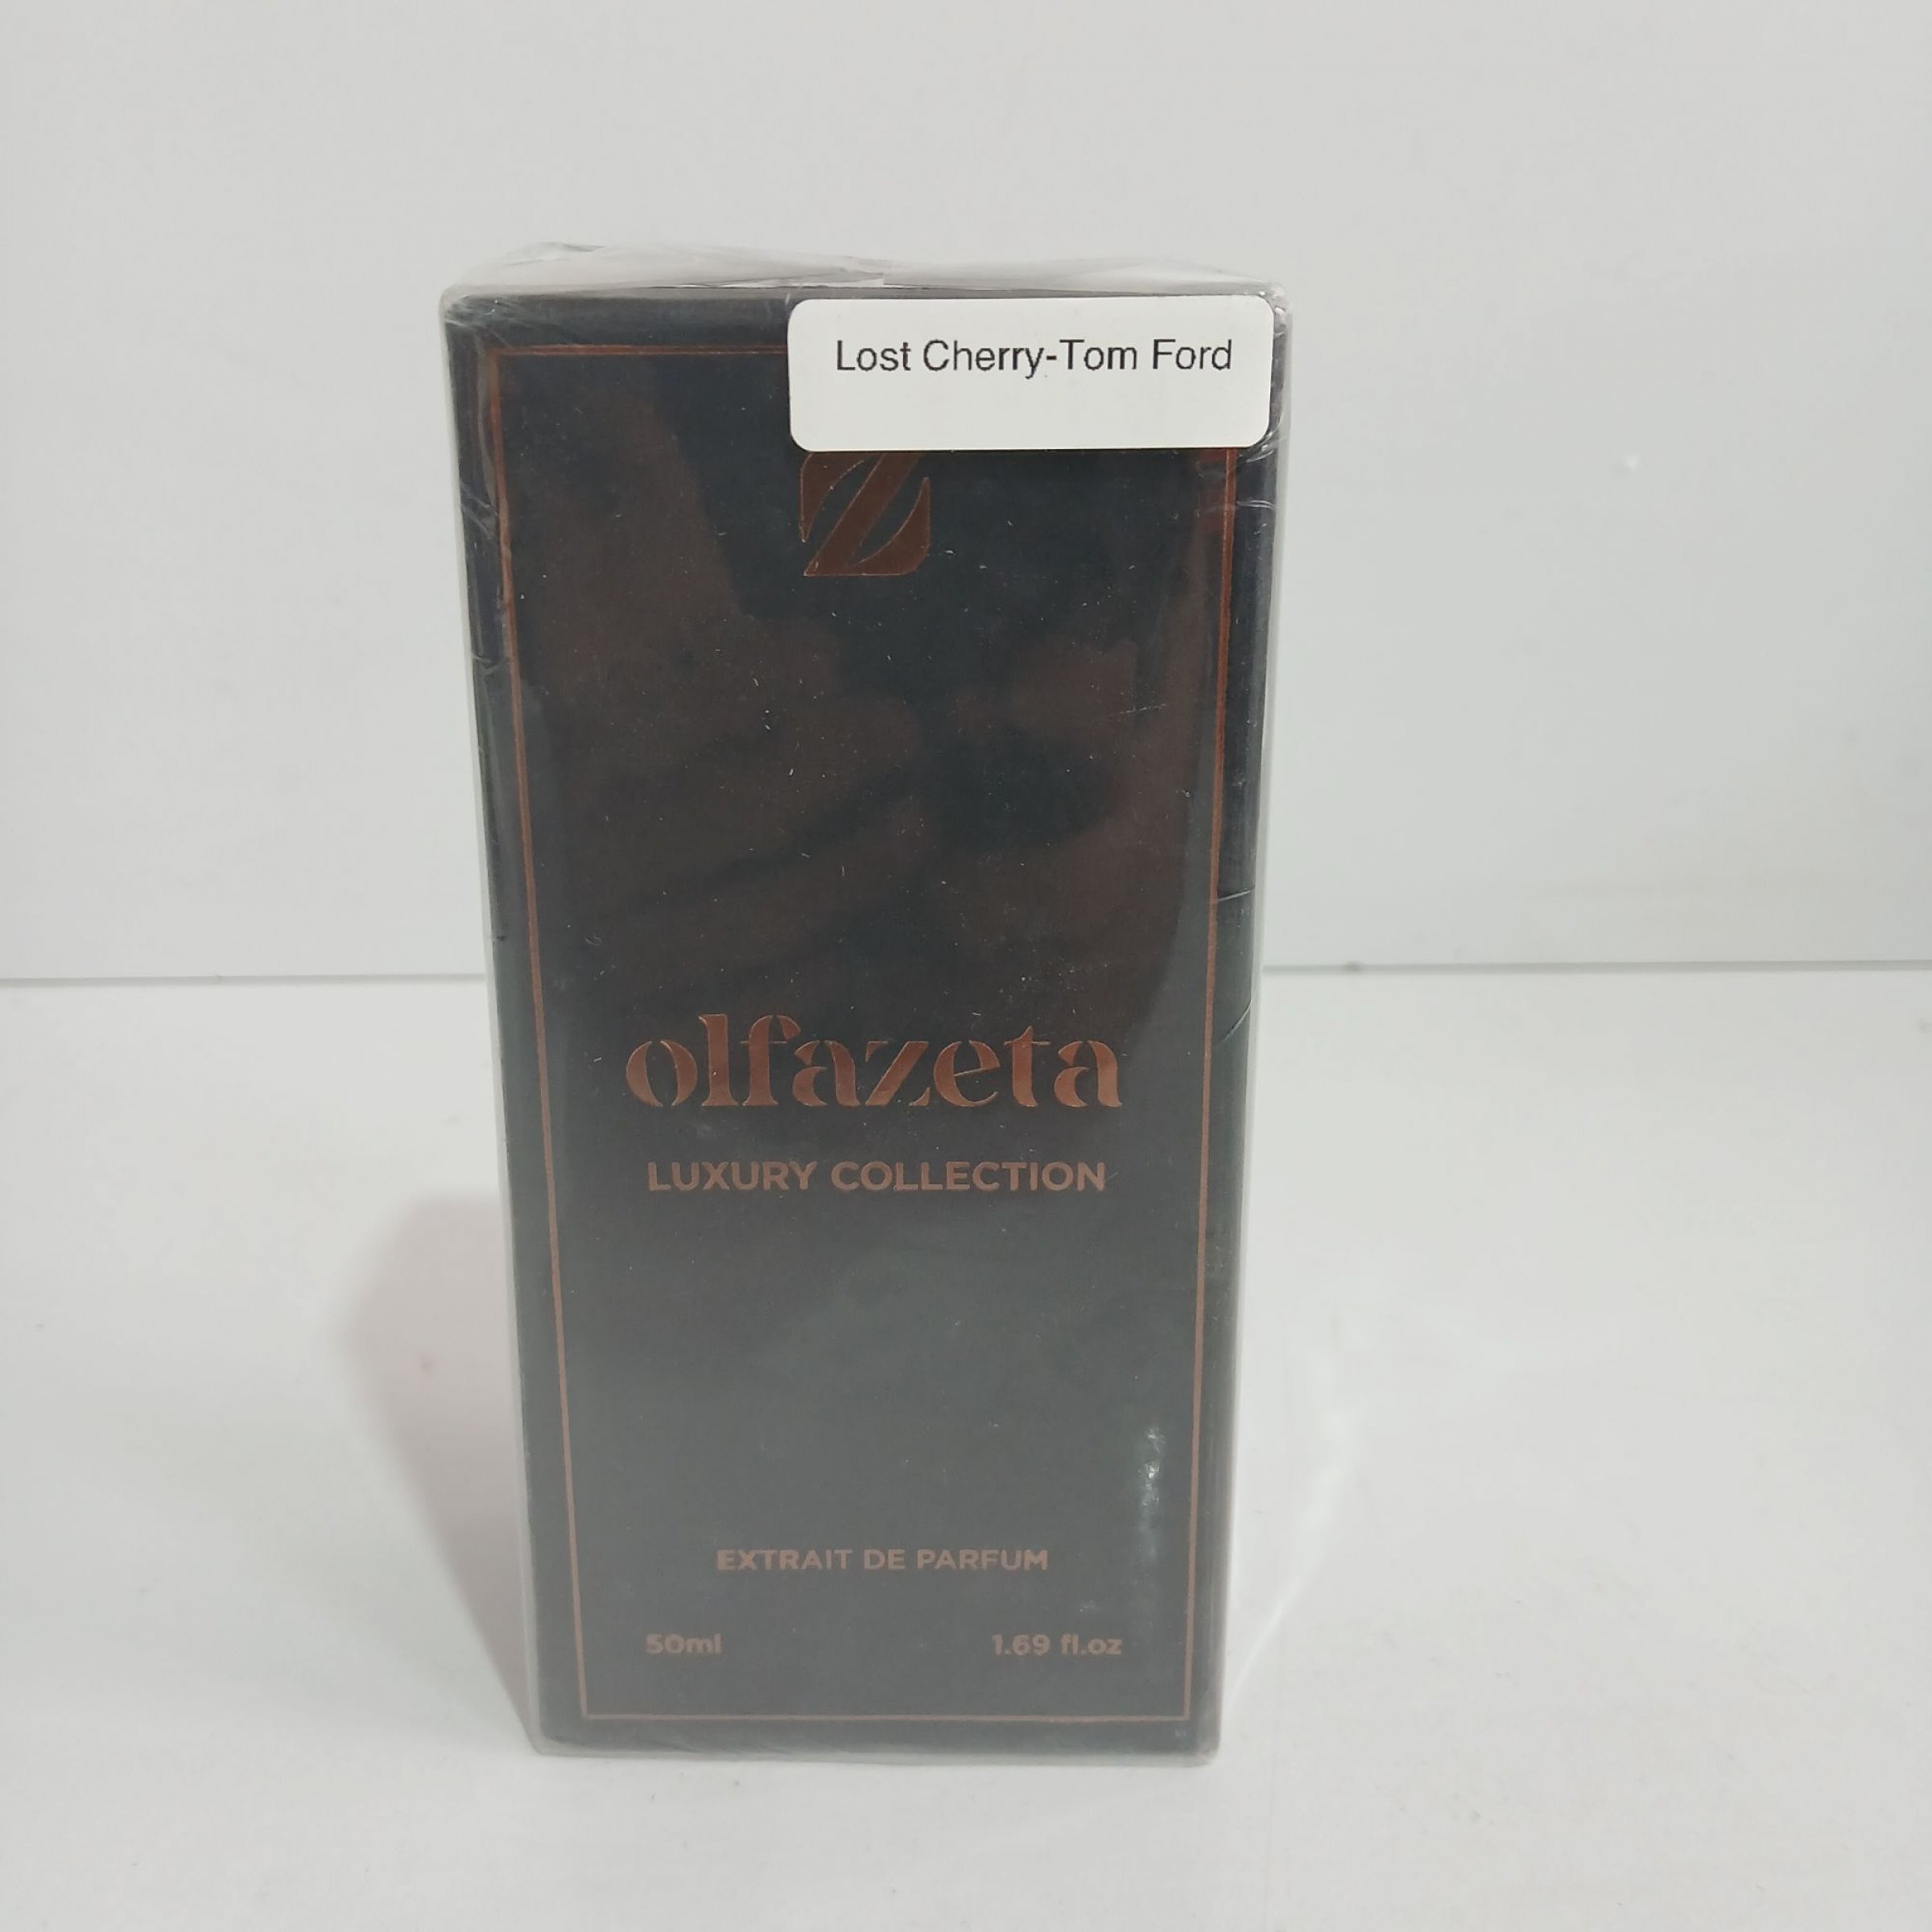 Lost Cherry-Tom Ford
Z
olfazeta
LUXURY COLLECTION
EXTRAIT DE PARFUM
50ml 1.69 fl.oz